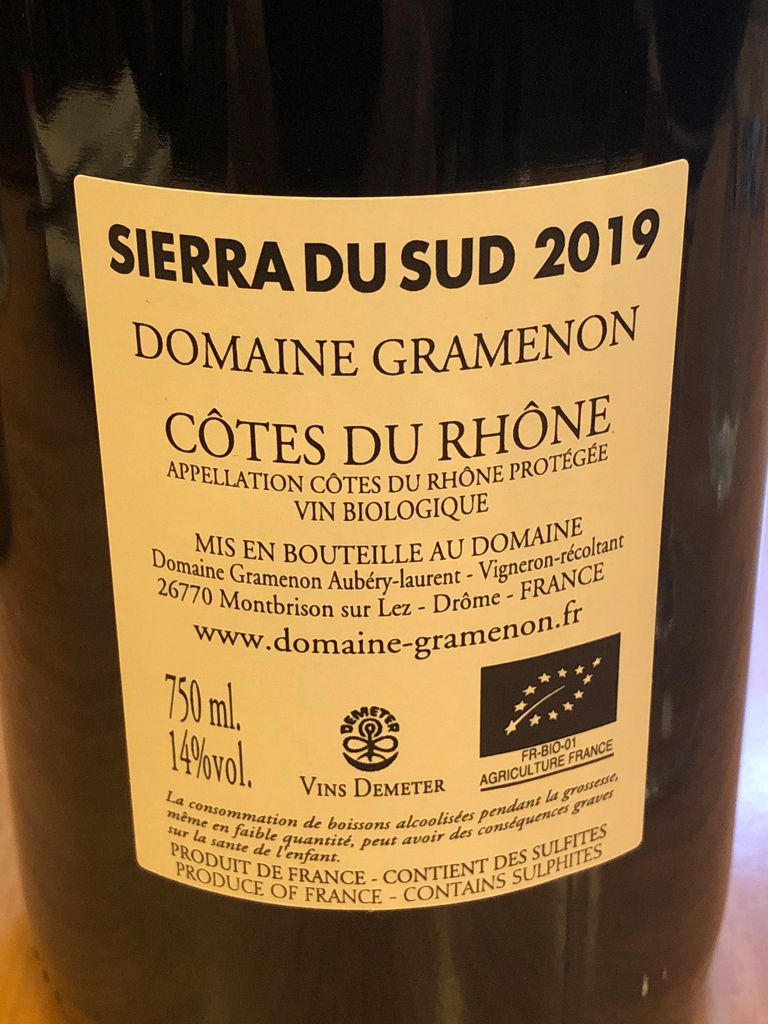 SIERRA DU SUD 2019
DOMAINE GRAMENON
CÔTES DU RHÔNE
APPELLATION CÔTES DU RHÔNE PROTÉGÉE
VIN BIOLOGIQUE
MIS EN BOUTEILLE AU DOMAINE
Domaine Gramenon Aubéry-laurent - Vigneron-récoltant
26770 Montbrison sur Lez - Drôme - FRANCE
www.domaine-gramenon.fr
750 ml.
14%vol.
DEMETER
VINS DEMETER
FR-BIO-01
AGRICULTURE FRANCE
La consommation de boissons alcoolisées pendant la grossesse,
même en faible quantité, peut avoir des conséquences graves
sur la sante de l'enfant.
PRODUIT DE FRANCE - CONTIENT DES SULFITES
PRODUCE OF FRANCE - CONTAINS SULPHITES